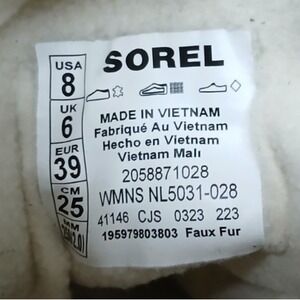 USA
8
UK
6
EUR
39
CM
25
MM
SOREL
MADE IN VIETNAM
Fabriqué Au Vietnam
Hecho en Vietnam
Vietnam Malı
2058871028
WMNS NL5031-028
41146 CJS 0323 223
195979803803 Faux Fur